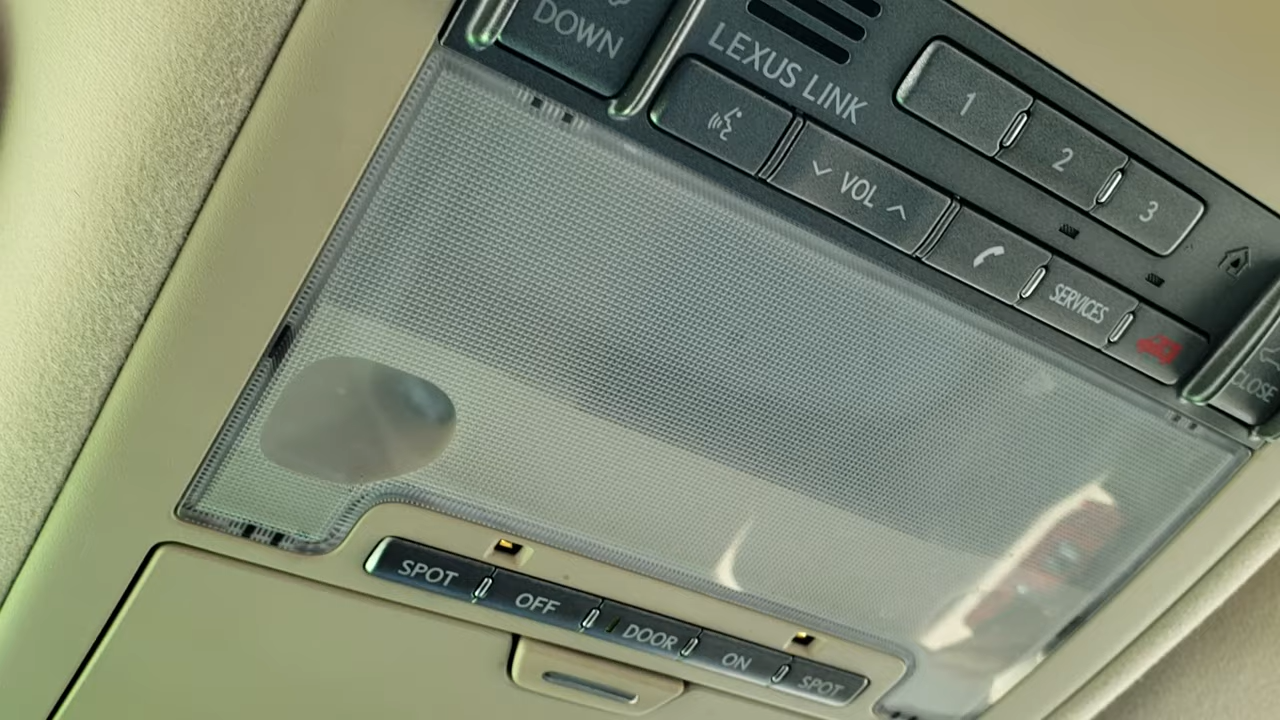 DOWN
LEXUS LINK
1
2
3
VOL
SERVICES
CLOSE
SPOT
OFF
DOOR
ON
SPOT